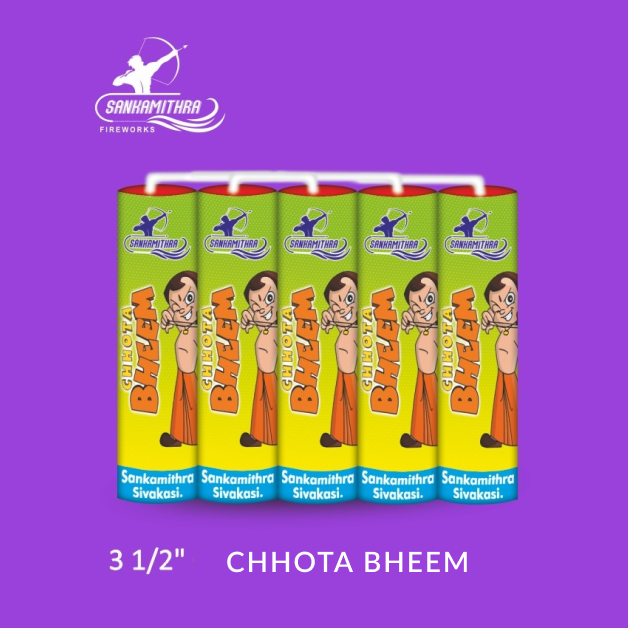 SANKAMITHRA
FIREWORKS
SANKAMITHRA SANKAMITHRA SANKAMITHRA SANKAMITHRA SANKAMITHRA
CHHOTA CHHOTA CHHOTA CHHOTA CHHOTA
BHEEM BHEEM BHEEM BHEEM BHEEM
Sankamithra Sankamithra Sankamithra Sankamithra Sankamithra
Sivakasi. Sivakasi. Sivakasi. Sivakasi. Sivakasi.
3 1/2" CHHOTA BHEEM